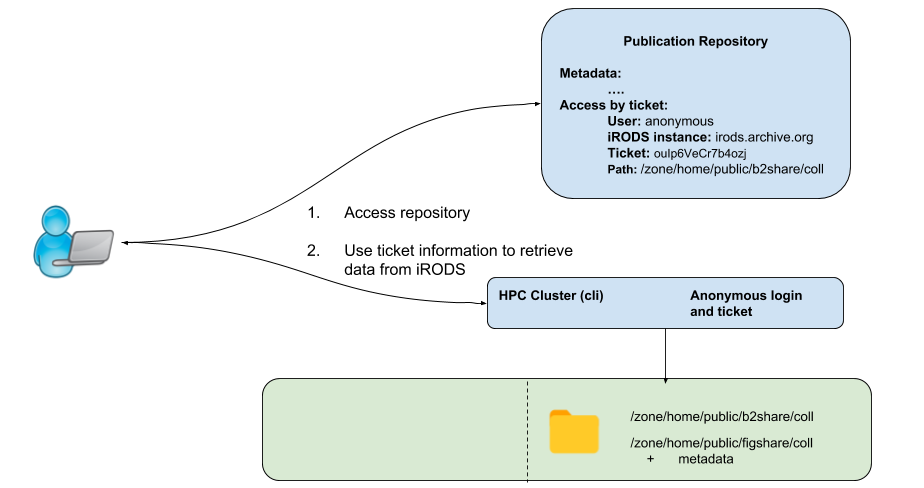 Publication Repository
Metadata:
....
Access by ticket:
User: anonymous
iRODS instance: irods.archive.org
Ticket: oulp6VeCr7b4ozj
Path: /zone/home/public/b2share/coll
1. Access repository
2. Use ticket information to retrieve
data from iRODS
HPC Cluster (cli)
Anonymous login
and ticket
/zone/home/public/b2share/coll
/zone/home/public/figshare/coll
+ metadata